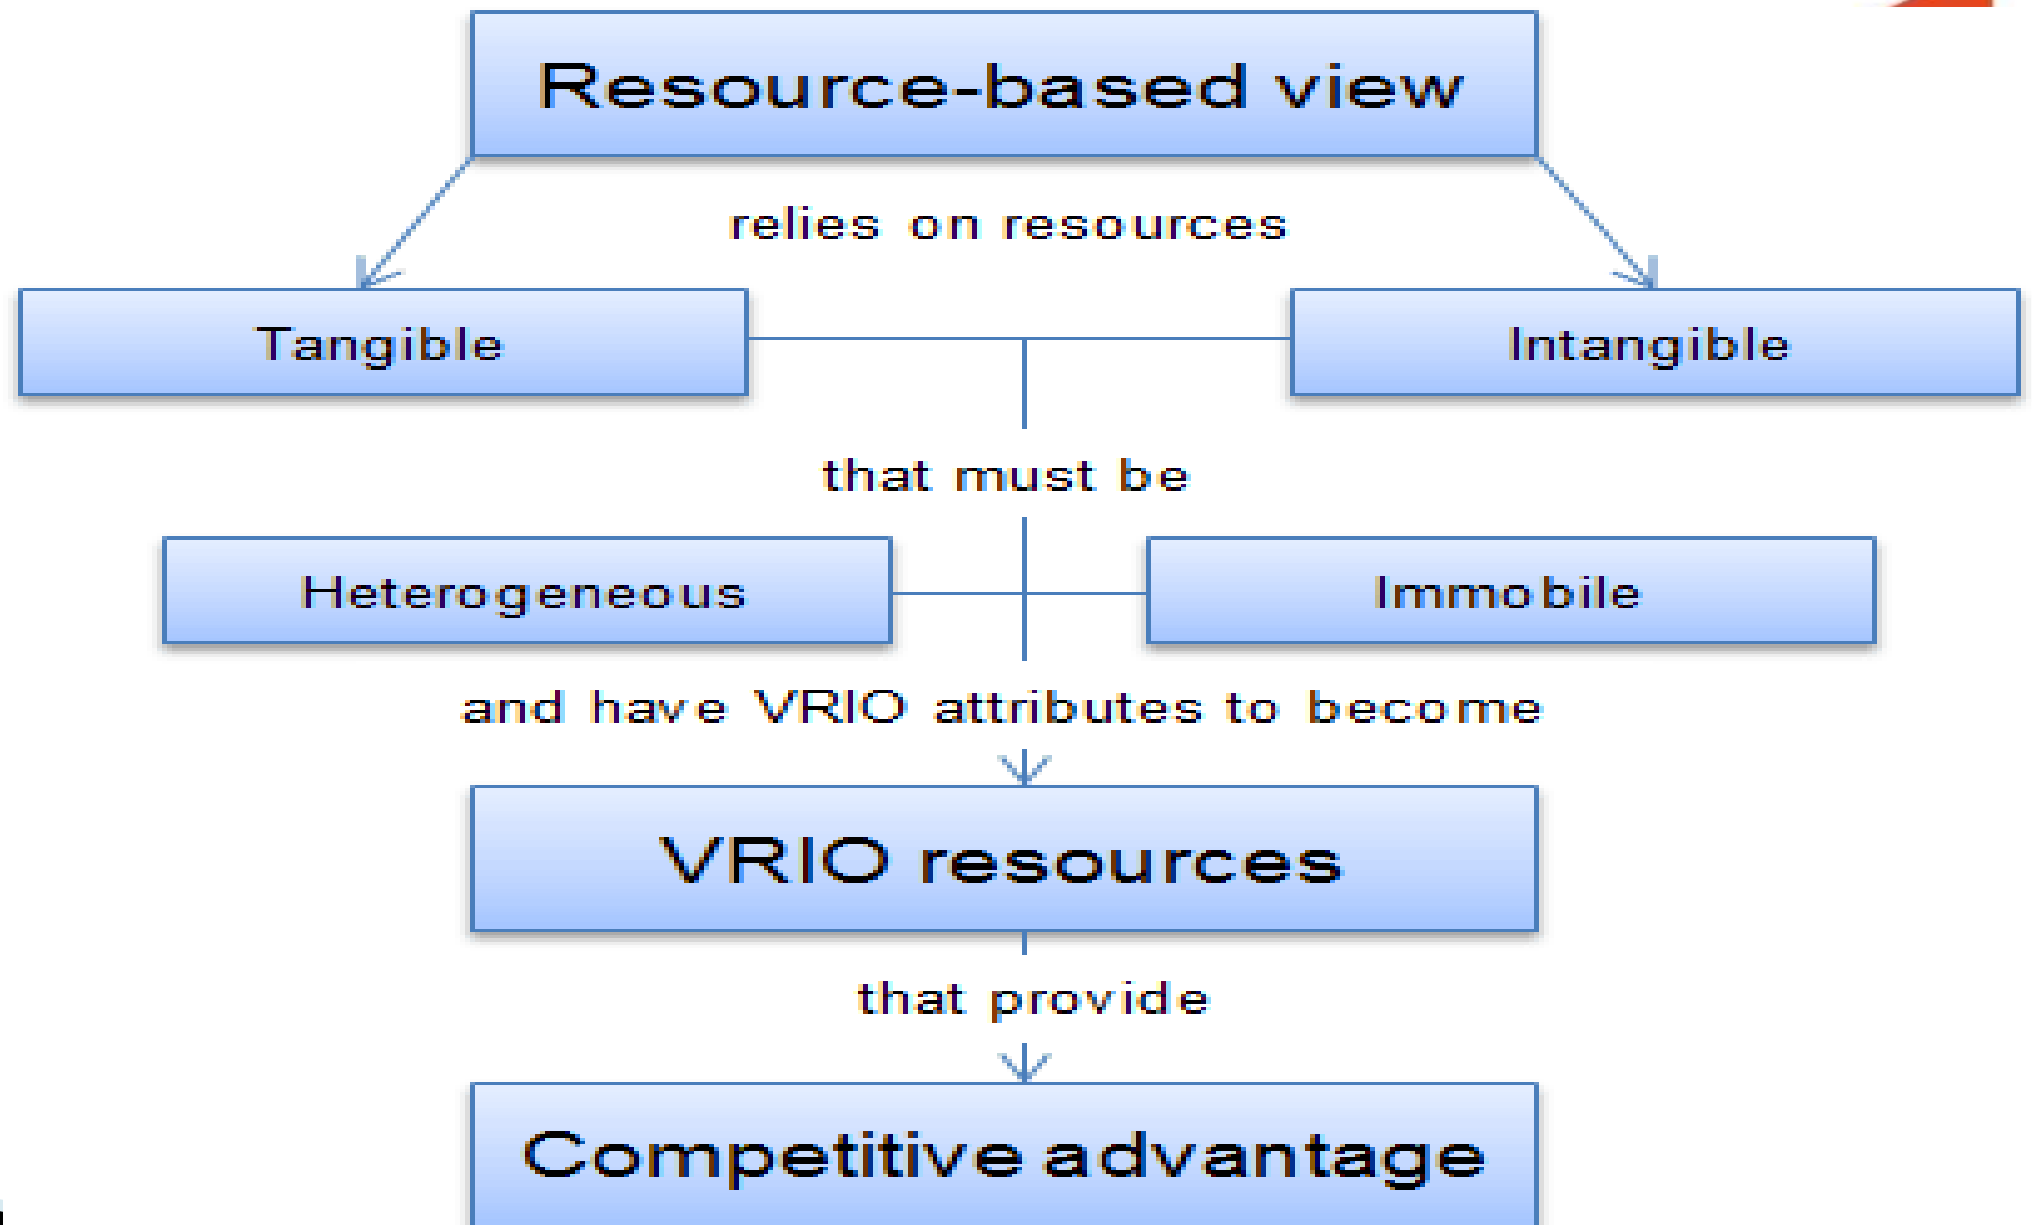 Resource-based view
relies on resources
Tangible
Intangible
that must be
Heterogeneous
Immobile
and have VRIO attributes to become
VRIO resources
that provide
Competitive advantage